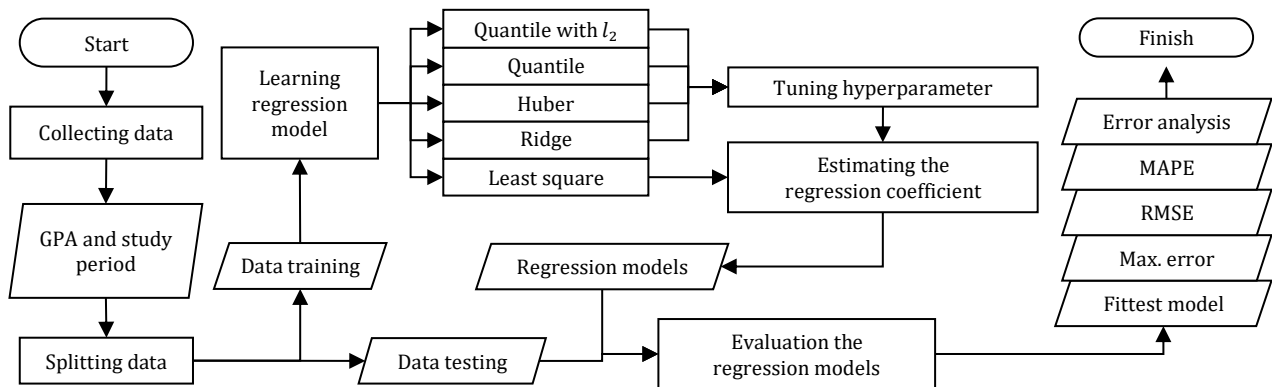 Start
Collecting data
GPA and study
period
Splitting data
Data training
Learning
regression
model
Quantile with l₂
Quantile
Huber
Ridge
Least square
Tuning hyperparameter
Estimating the
regression coefficient
Regression models
Data testing
Evaluation the
regression models
Fittest model
Max. error
RMSE
MAPE
Error analysis
Finish